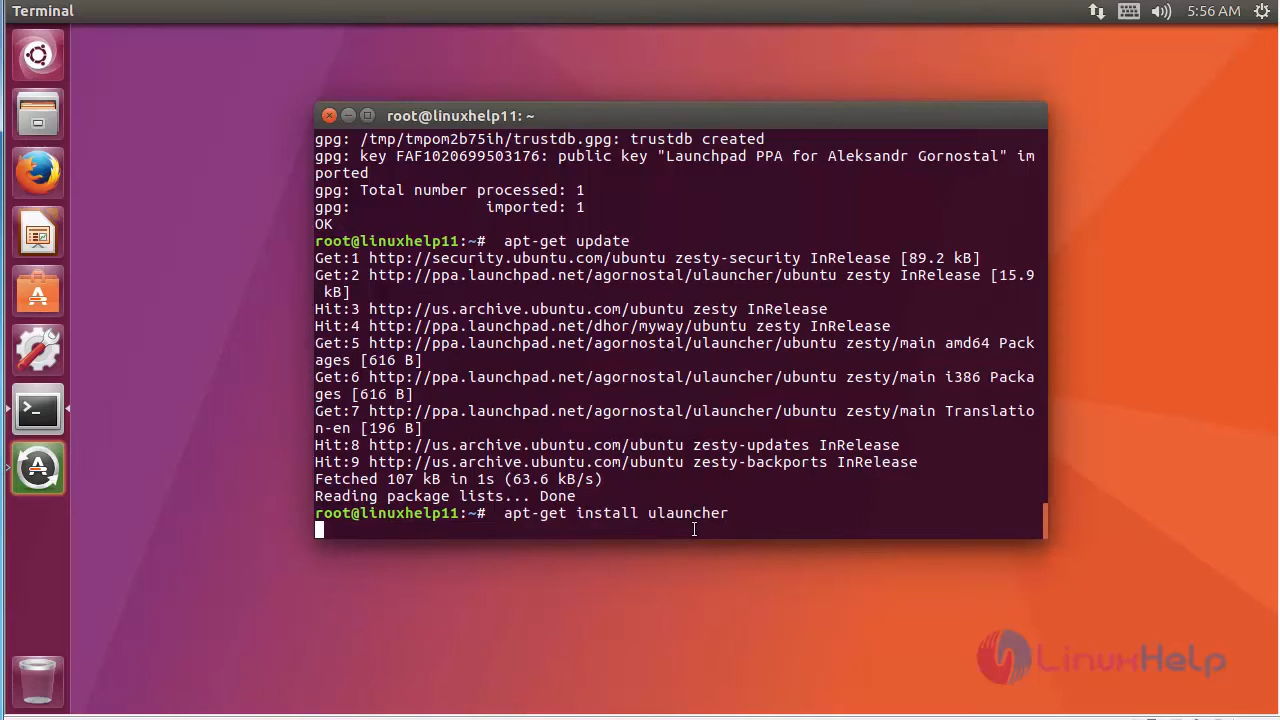 Terminal
5:56 AM
root@linuxhelp11: ~
gpg: /tmp/tmpom2b75ih/trustdb.gpg: trustdb created
gpg: key FAF1020699503176: public key "Launchpad PPA for Aleksandr Gornostal" im
ported
gpg: Total number processed: 1
gpg:               imported: 1
OK
root@linuxhelp11:~#  apt-get update
Get:1 http://security.ubuntu.com/ubuntu zesty-security InRelease [89.2 kB]
Get:2 http://ppa.launchpad.net/agornostal/ulauncher/ubuntu zesty InRelease [15.9
 kB]
Hit:3 http://us.archive.ubuntu.com/ubuntu zesty InRelease
Hit:4 http://ppa.launchpad.net/dhor/myway/ubuntu zesty InRelease
Get:5 http://ppa.launchpad.net/agornostal/ulauncher/ubuntu zesty/main amd64 Pack
ages [616 B]
Get:6 http://ppa.launchpad.net/agornostal/ulauncher/ubuntu zesty/main i386 Packa
ges [616 B]
Get:7 http://ppa.launchpad.net/agornostal/ulauncher/ubuntu zesty/main Translatio
n-en [196 B]
Hit:8 http://us.archive.ubuntu.com/ubuntu zesty-updates InRelease
Hit:9 http://us.archive.ubuntu.com/ubuntu zesty-backports InRelease
Fetched 107 kB in 1s (63.6 kB/s)
Reading package lists... Done
root@linuxhelp11:~#  apt-get install ulauncher
LinuxHelp